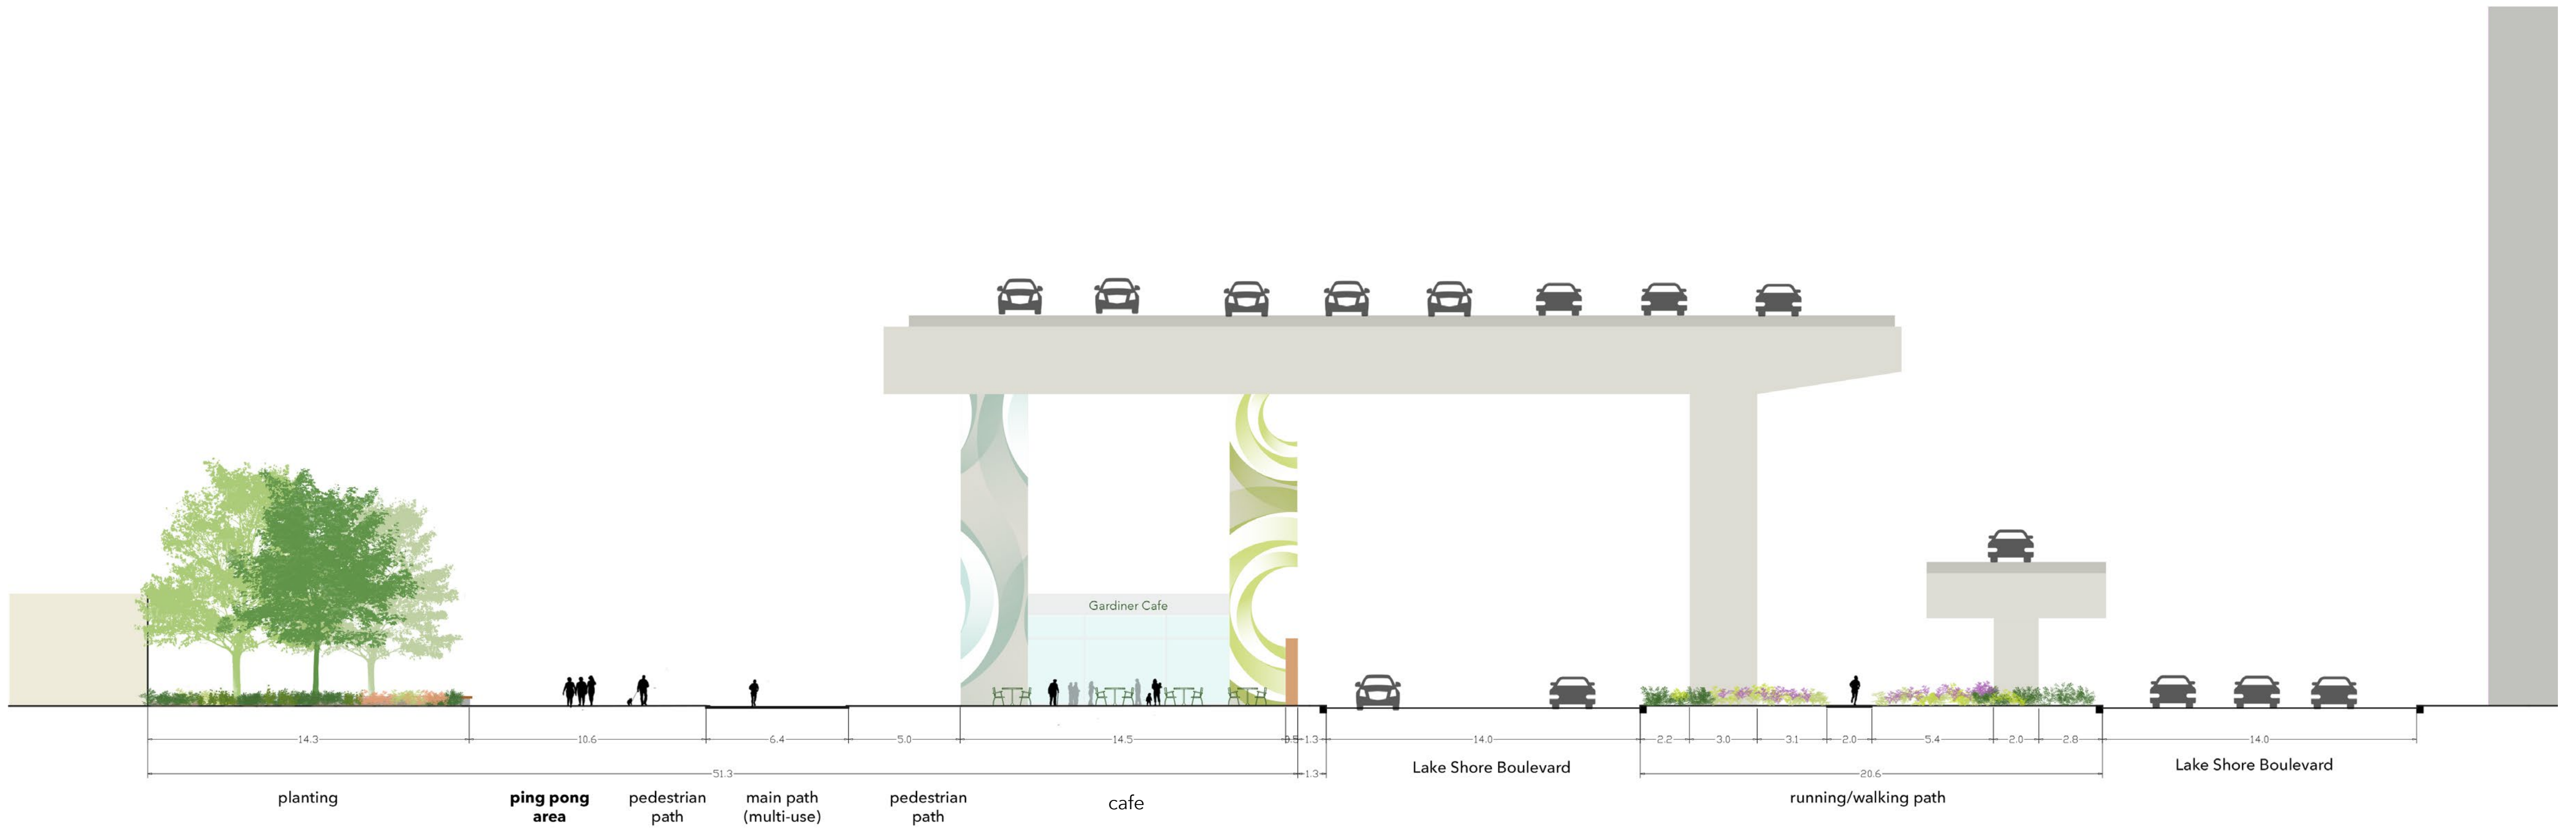 Gardiner Cafe
14.3
10.6
6.4
5.0
14.5
0.5
1.3
14.0
2.2
3.0
3.1
2.0
5.4
2.0
2.8
14.0
51.3
1.3
20.6
Lake Shore Boulevard
Lake Shore Boulevard
planting
ping pong
area
pedestrian
path
main path
(multi-use)
pedestrian
path
cafe
running/walking path